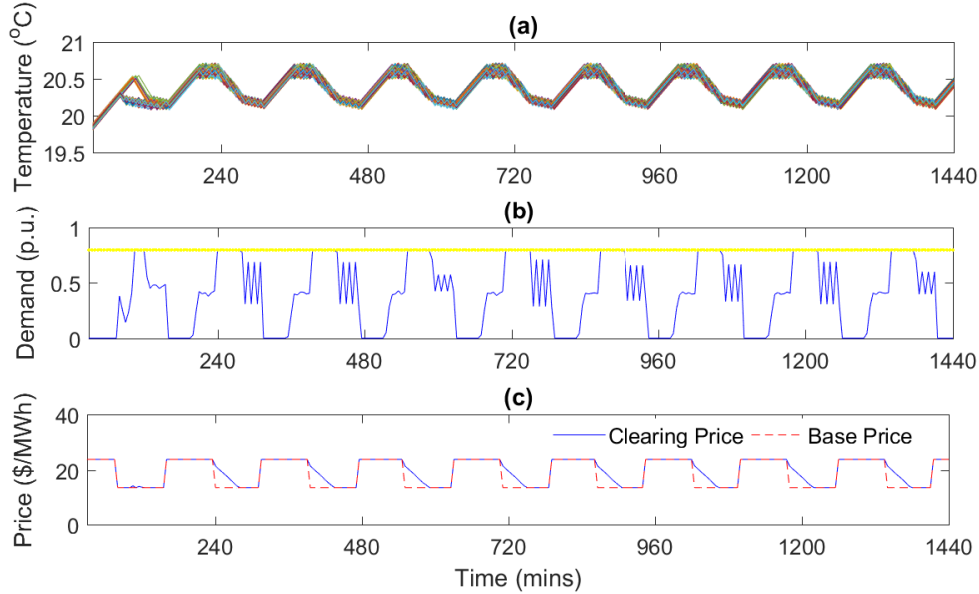 (a)
Temperature (°C)
21
20.5
20
19.5
240 480 720 960 1200 1440
(b)
Demand (p.u.)
1
0.5
0
240 480 720 960 1200 1440
(c)
Price ($/MWh)
40
20
0
Clearing Price Base Price
240 480 720 960 1200 1440
Time (mins)